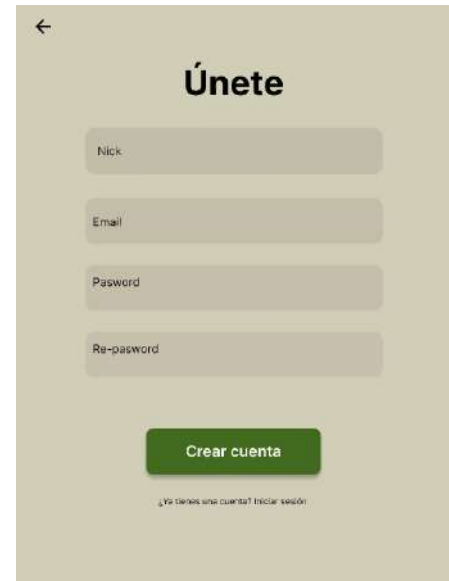 Únete
Nick
Email
Pasword
Re-pasword
Crear cuenta
¿Ya tienes una cuenta? Iniciar sesión